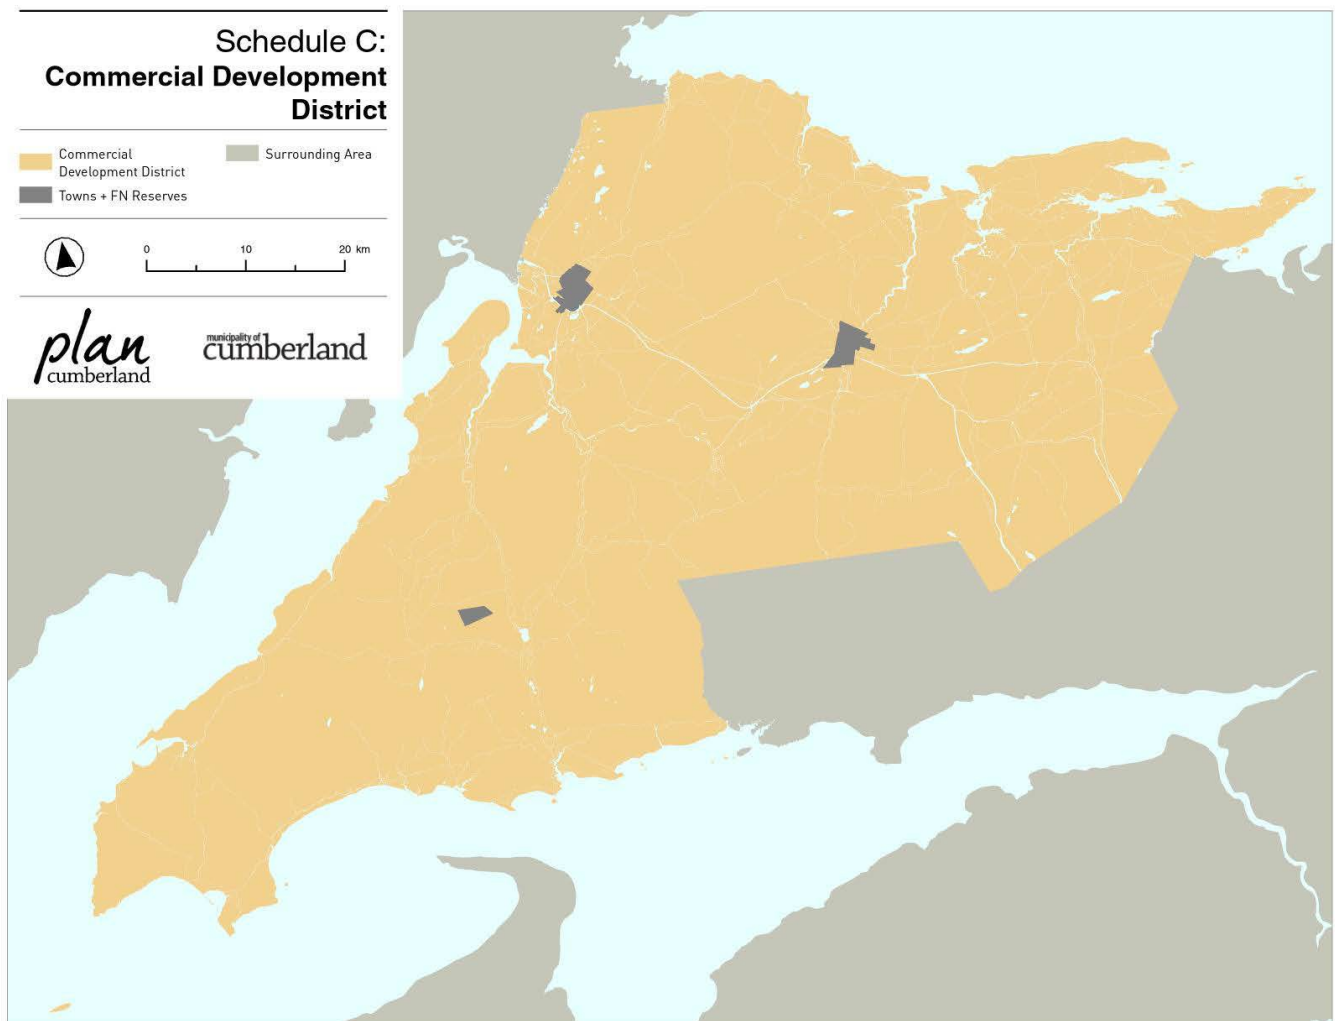 Schedule C:
Commercial Development
District
Commercial
Development District
Surrounding Area
Towns + FN Reserves
0 10 20 km
plan
cumberland
municipality of
cumberland